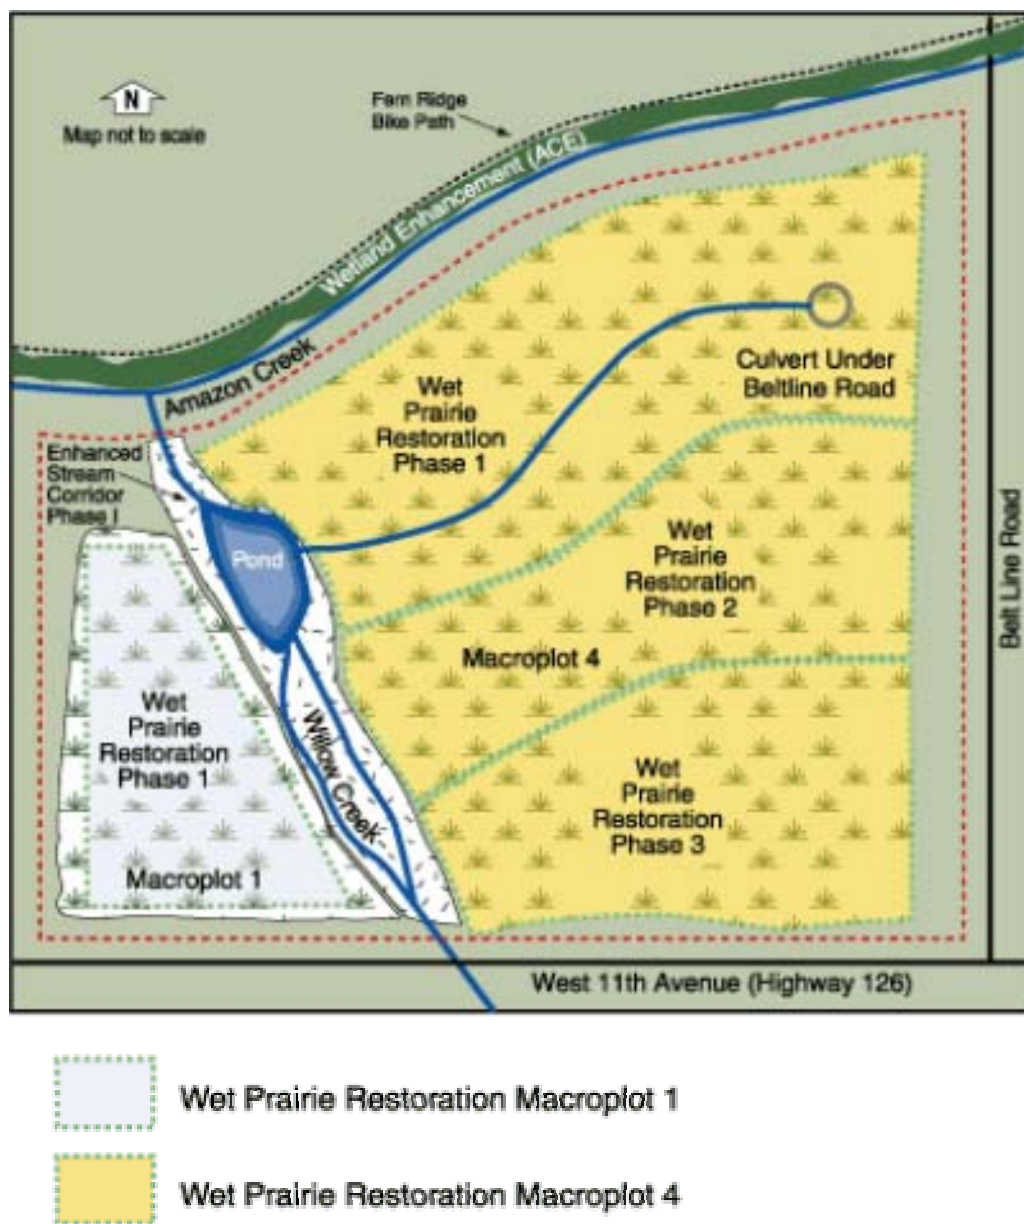 N
Map not to scale
Fern Ridge
Bike Path
Wetland Enhancement (ACE)
Amazon Creek
Enhanced
Stream
Corridor
Phase I
Pond
Wet
Prairie
Restoration
Phase 1
Culvert Under
Beltline Road
Wet
Prairie
Restoration
Phase 2
Macroplot 4
Belt Line Road
Wet
Prairie
Restoration
Phase 1
Willow Creek
Wet
Prairie
Restoration
Phase 3
Macroplot 1
West 11th Avenue (Highway 126)
Wet Prairie Restoration Macroplot 1
Wet Prairie Restoration Macroplot 4